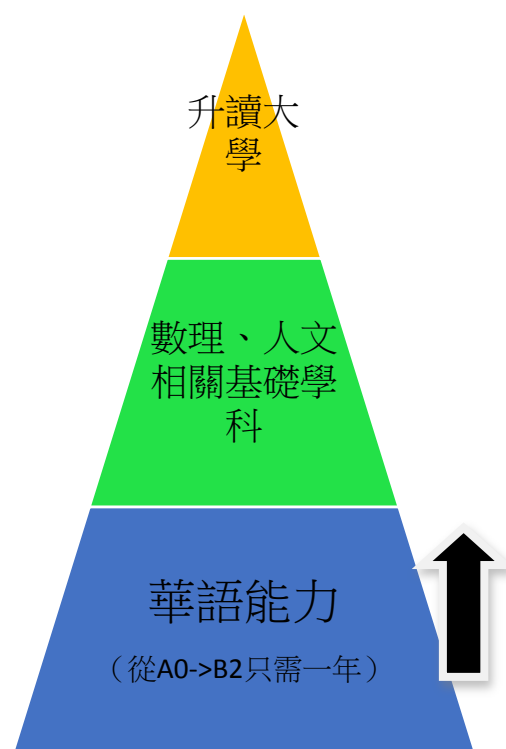 升讀大
學
數理、人文
相關基礎學
科
華語能力
（從A0->B2只需一年）